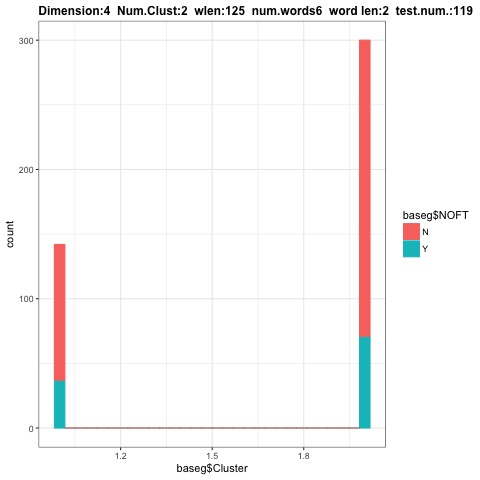 Dimension:4  Num.Clust:2  wlen:125  num.words6  word len:2  test.num.:119
300
200
100
0
count
1.2 1.5 1.8
baseg$Cluster
baseg$NOFT
N
Y